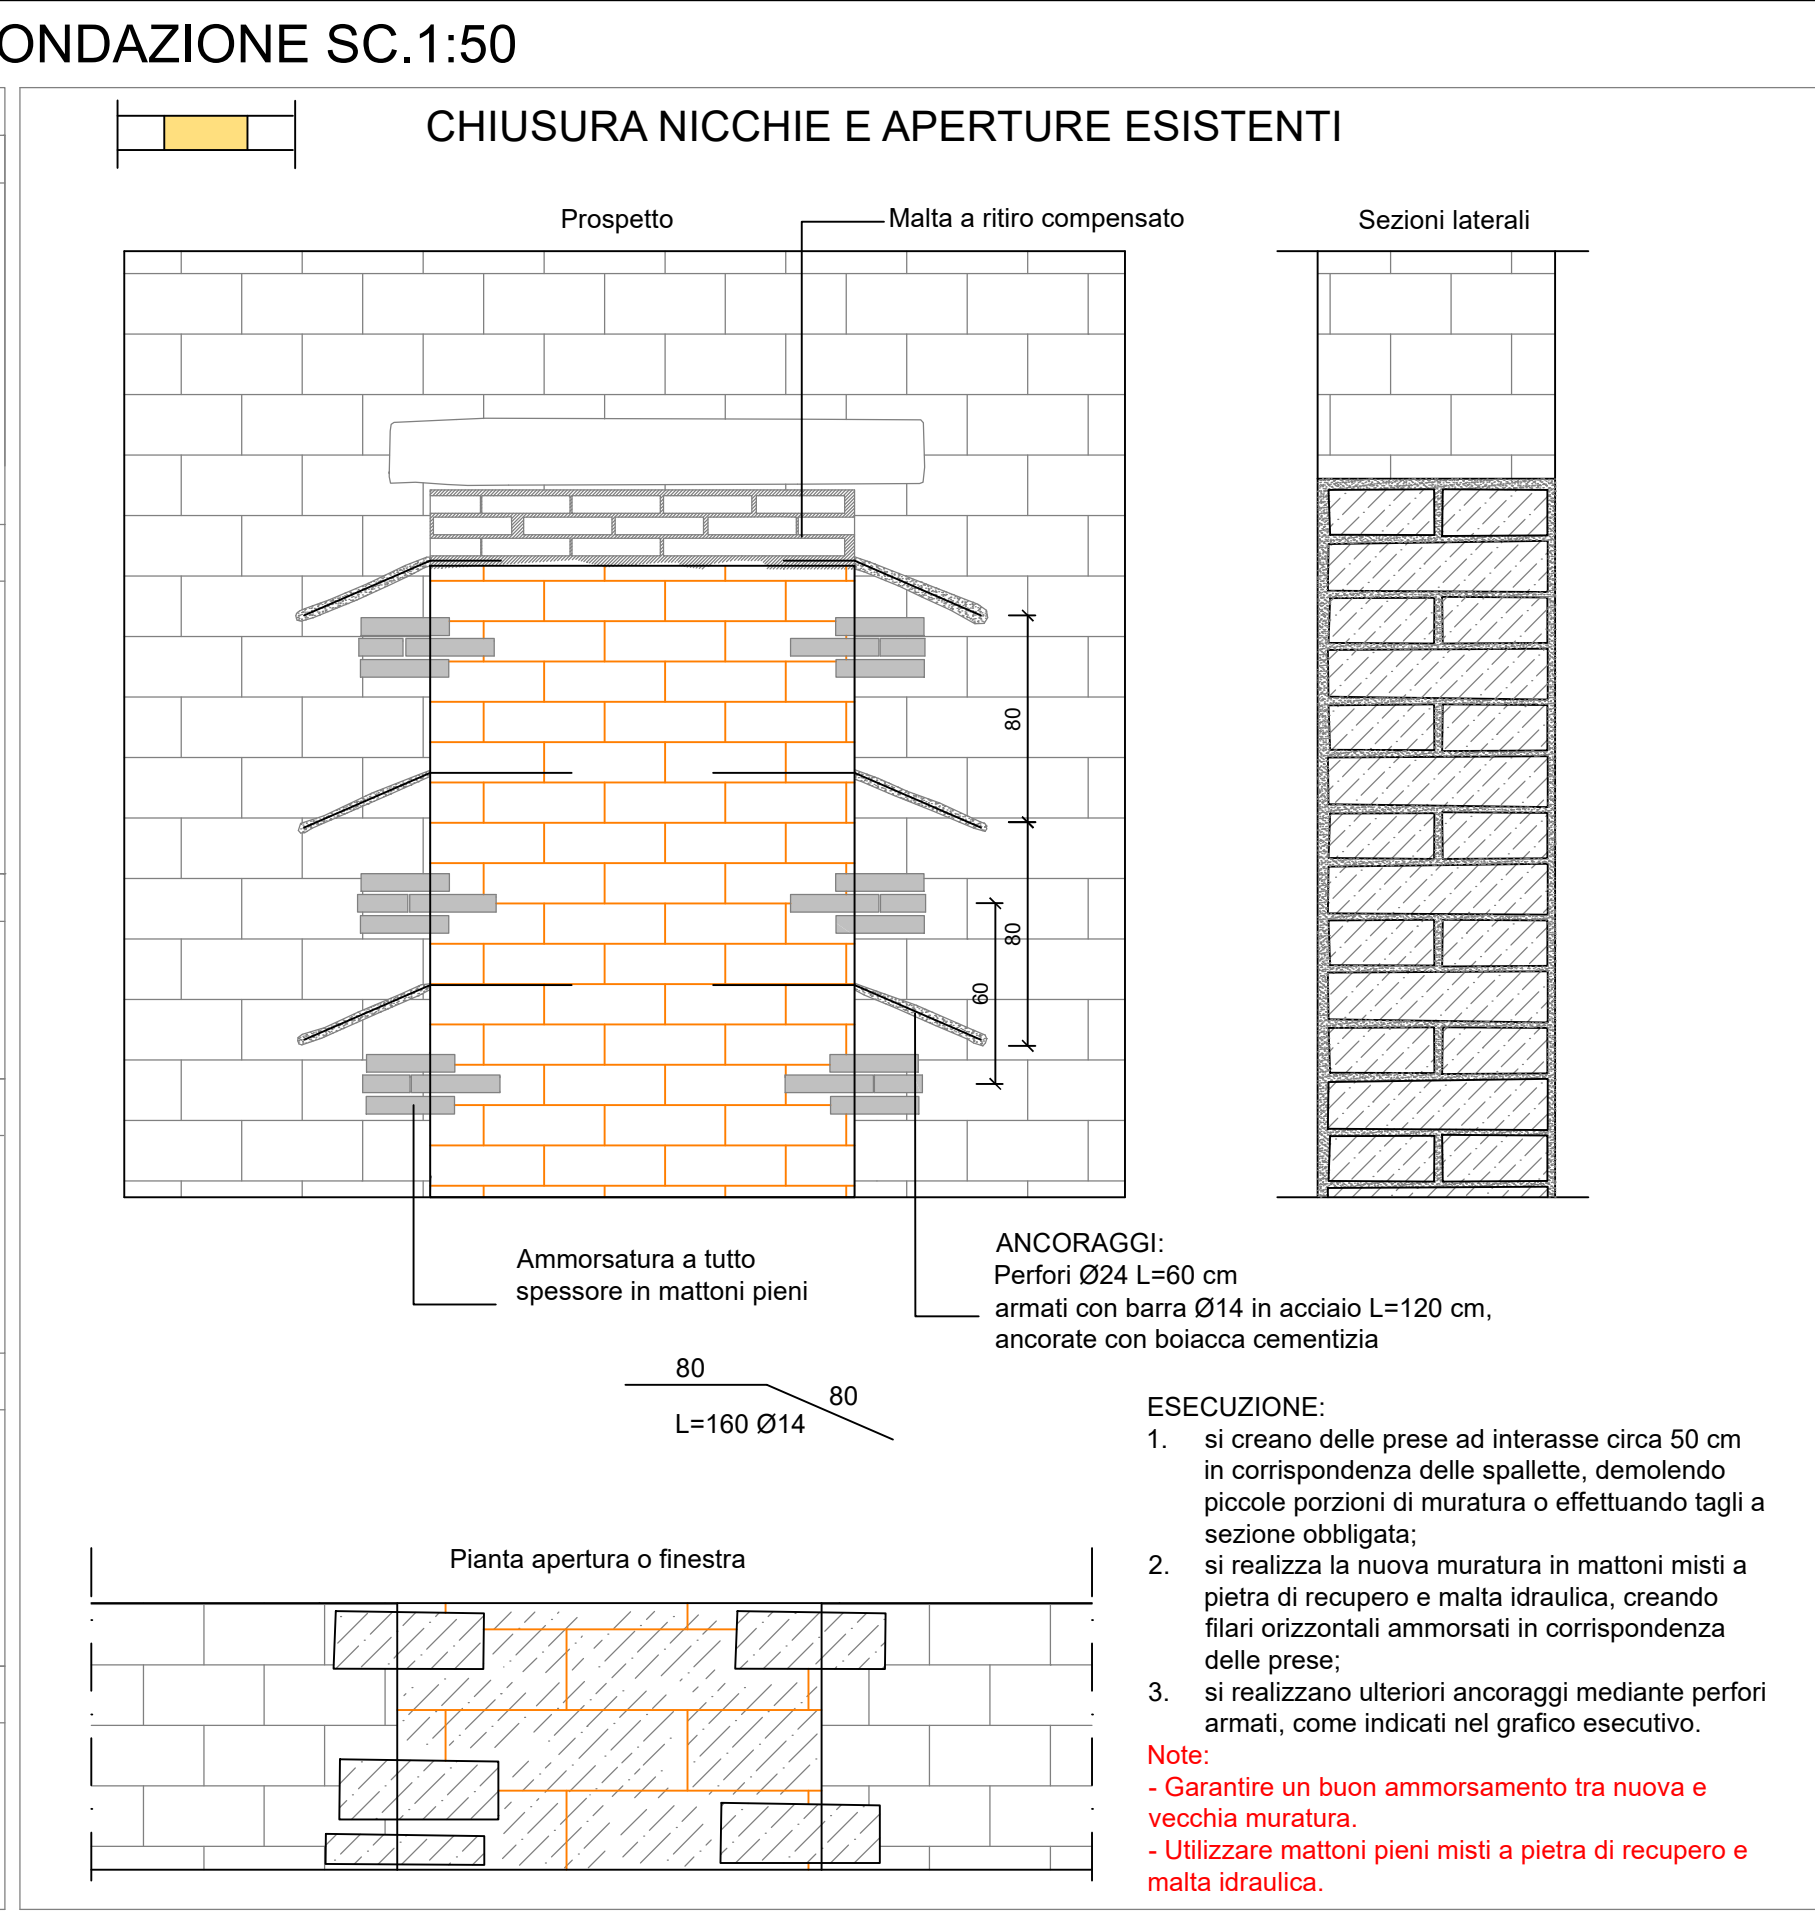 ONDAZIONE SC.1:50
CHIUSURA NICCHIE E APERTURE ESISTENTI
Prospetto
Malta a ritiro compensato
Sezioni laterali
80
80
60
Ammorsatura a tutto
spessore in mattoni pieni
ANCORAGGI:
Perfori Ø24 L=60 cm
armati con barra Ø14 in acciaio L=120 cm,
ancorate con boiacca cementizia
80
80
L=160 Ø14
ESECUZIONE:
1. si creano delle prese ad interasse circa 50 cm
in corrispondenza delle spallette, demolendo
piccole porzioni di muratura o effettuando tagli a
sezione obbligata;
2. si realizza la nuova muratura in mattoni misti a
pietra di recupero e malta idraulica, creando
filari orizzontali ammorsati in corrispondenza
delle prese;
3. si realizzano ulteriori ancoraggi mediante perfori
armati, come indicati nel grafico esecutivo.
Note:
- Garantire un buon ammorsamento tra nuova e
vecchia muratura.
- Utilizzare mattoni pieni misti a pietra di recupero e
malta idraulica.
Pianta apertura o finestra